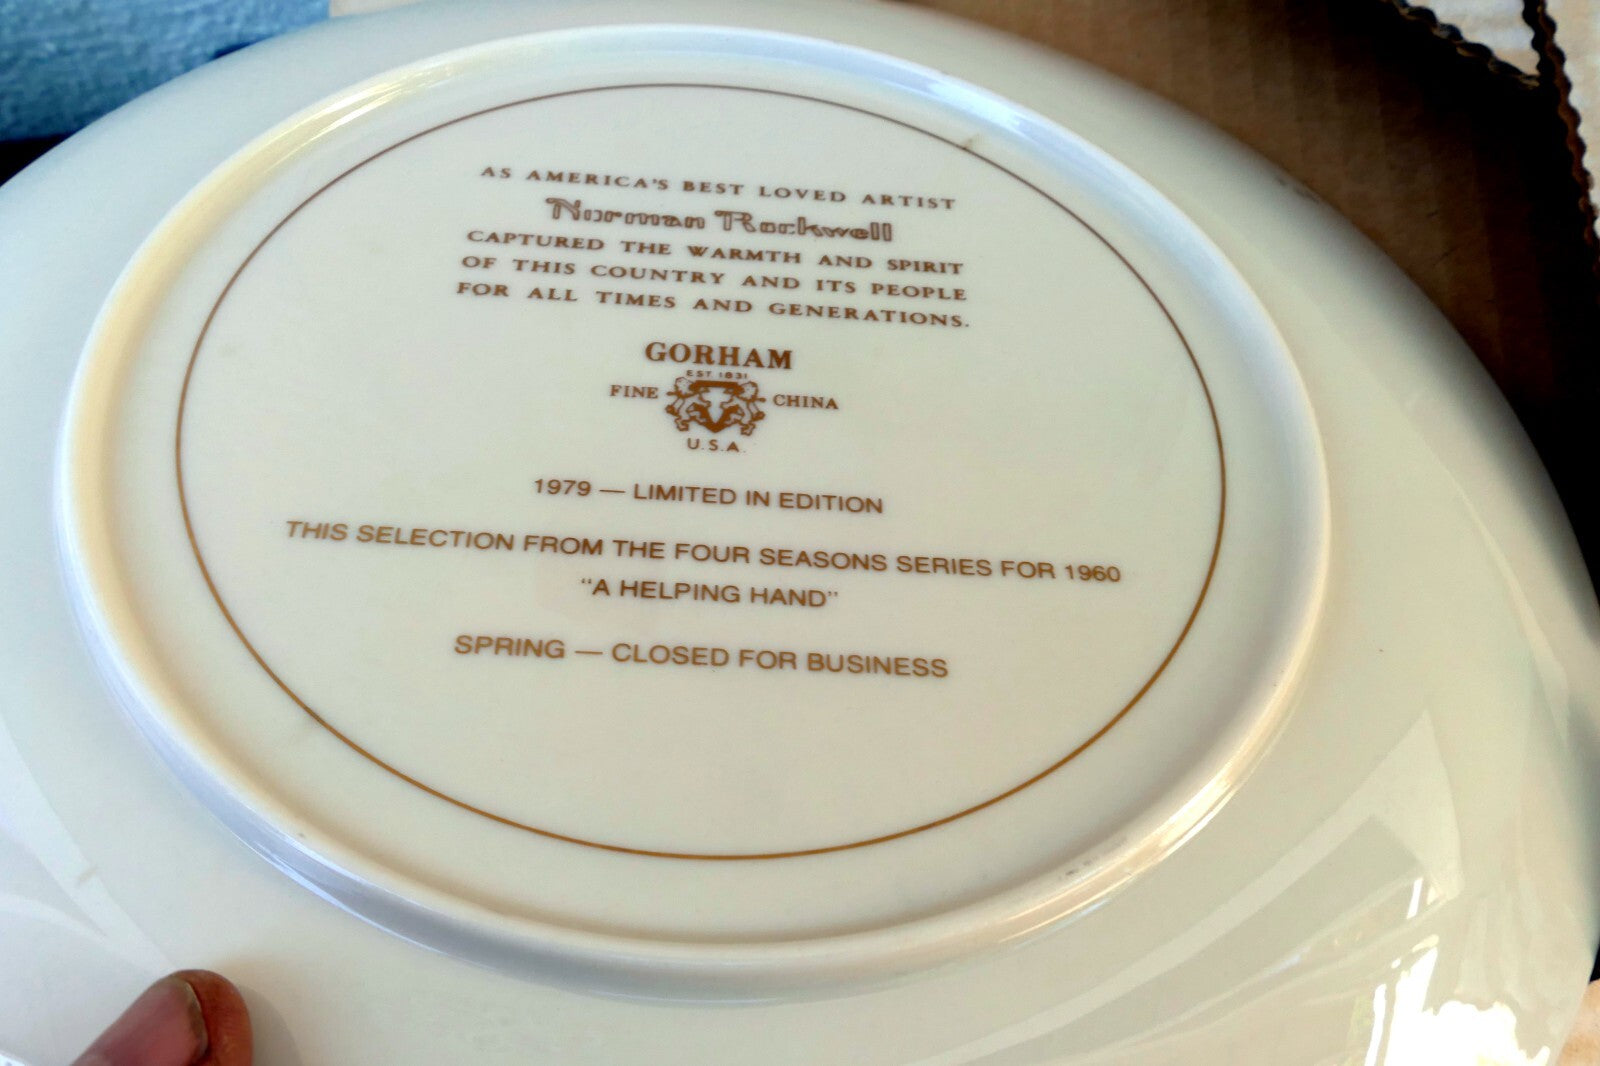 AS AMERICA'S BEST LOVED ARTIST
Norman Rockwell
CAPTURED THE WARMTH AND SPIRIT
OF THIS COUNTRY AND ITS PEOPLE
FOR ALL TIMES AND GENERATIONS.
GORHAM
EST 1831
FINE CHINA
U.S.A.
1979 — LIMITED IN EDITION
THIS SELECTION FROM THE FOUR SEASONS SERIES FOR 1960
“A HELPING HAND”
SPRING — CLOSED FOR BUSINESS